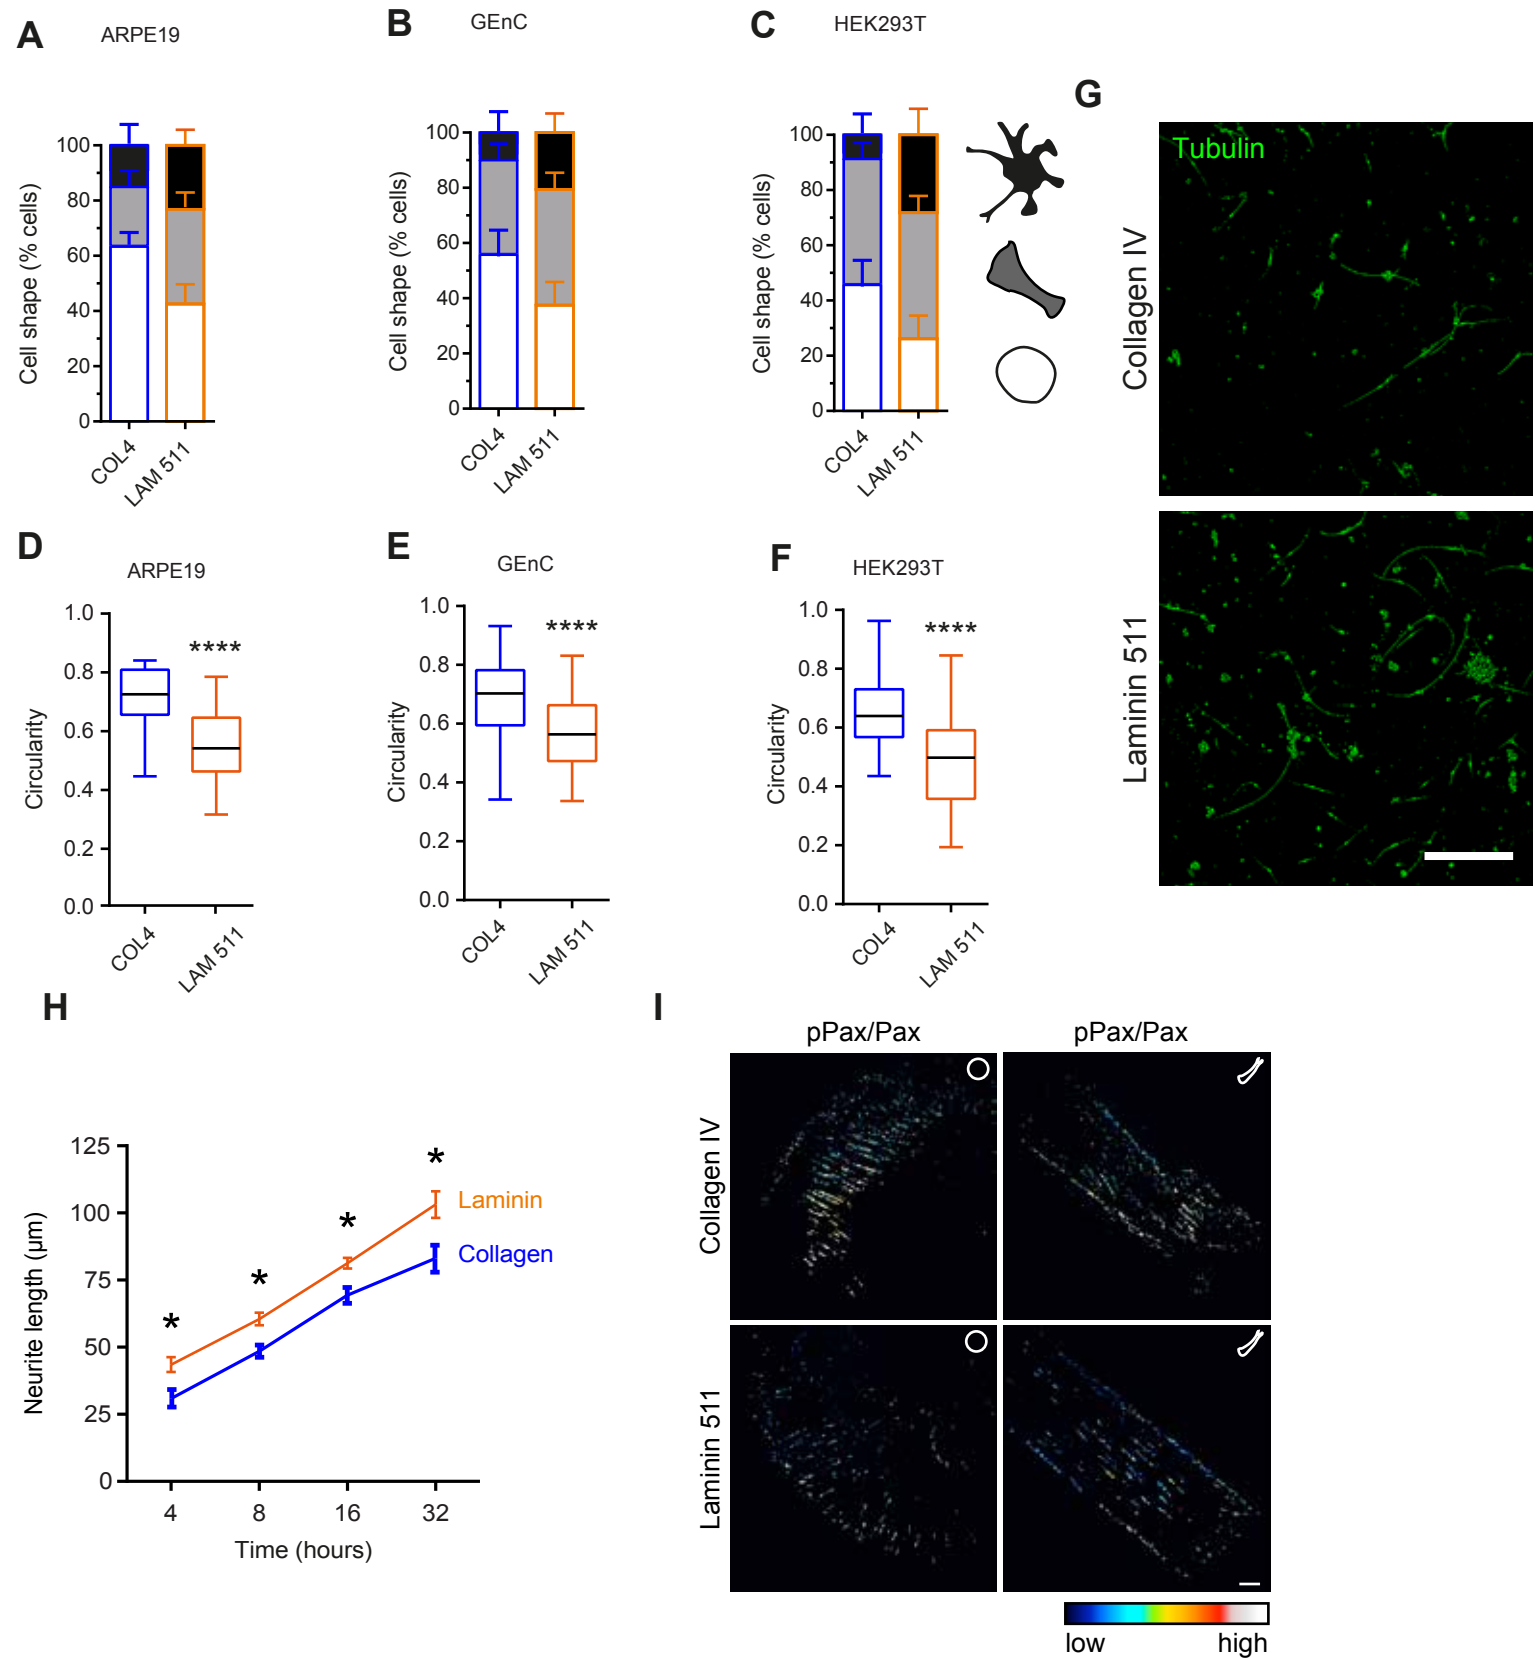 A
ARPE19
Cell shape (% cells)
100
80
60
40
20
0
COL4
LAM 511
B
GEnC
Cell shape (% cells)
100
80
60
40
20
0
COL4
LAM 511
C
HEK293T
Cell shape (% cells)
100
80
60
40
20
0
COL4
LAM 511
G
Tubulin
Collagen IV
Laminin 511
D
ARPE19
Circularity
1.0
0.8
0.6
0.4
0.2
0.0
****
COL4
LAM 511
E
GEnC
Circularity
1.0
0.8
0.6
0.4
0.2
0.0
****
COL4
LAM 511
F
HEK293T
Circularity
1.0
0.8
0.6
0.4
0.2
0.0
****
COL4
LAM 511
H
Neurite length (µm)
125
100
75
50
25
0
*
*
*
*
Laminin
Collagen
4
8
16
32
Time (hours)
I
pPax/Pax
pPax/Pax
Collagen IV
Laminin 511
low
high